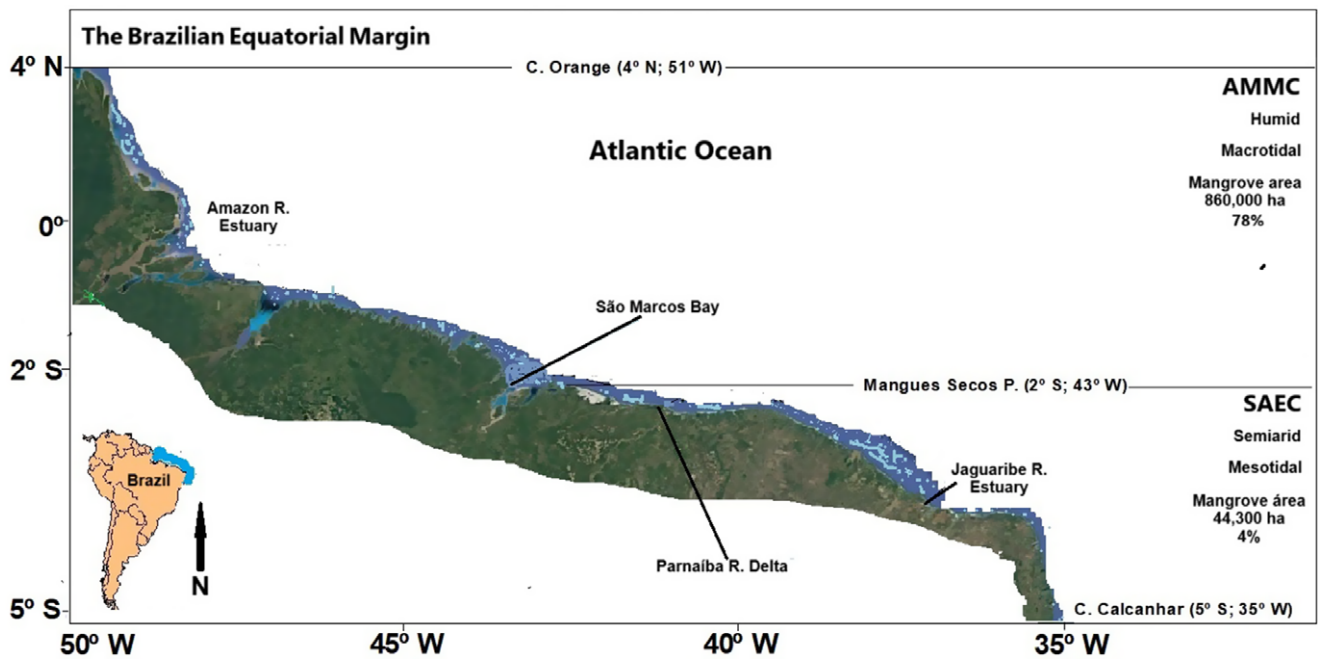 The Brazilian Equatorial Margin
4º N
C. Orange (4º N; 51º W)
AMMC
Humid
Macrotidal
Mangrove area
860,000 ha
78%
Atlantic Ocean
Amazon R.
Estuary
0º
São Marcos Bay
2º S
Mangues Secos P. (2º S; 43º W)
SAEC
Semiarid
Mesotidal
Mangrove área
44,300 ha
4%
Jaguaribe R.
Estuary
Brazil
Parnaíba R. Delta
N
5º S
C. Calcanhar (5º S; 35º W)
50º W
45º W
40º W
35º W